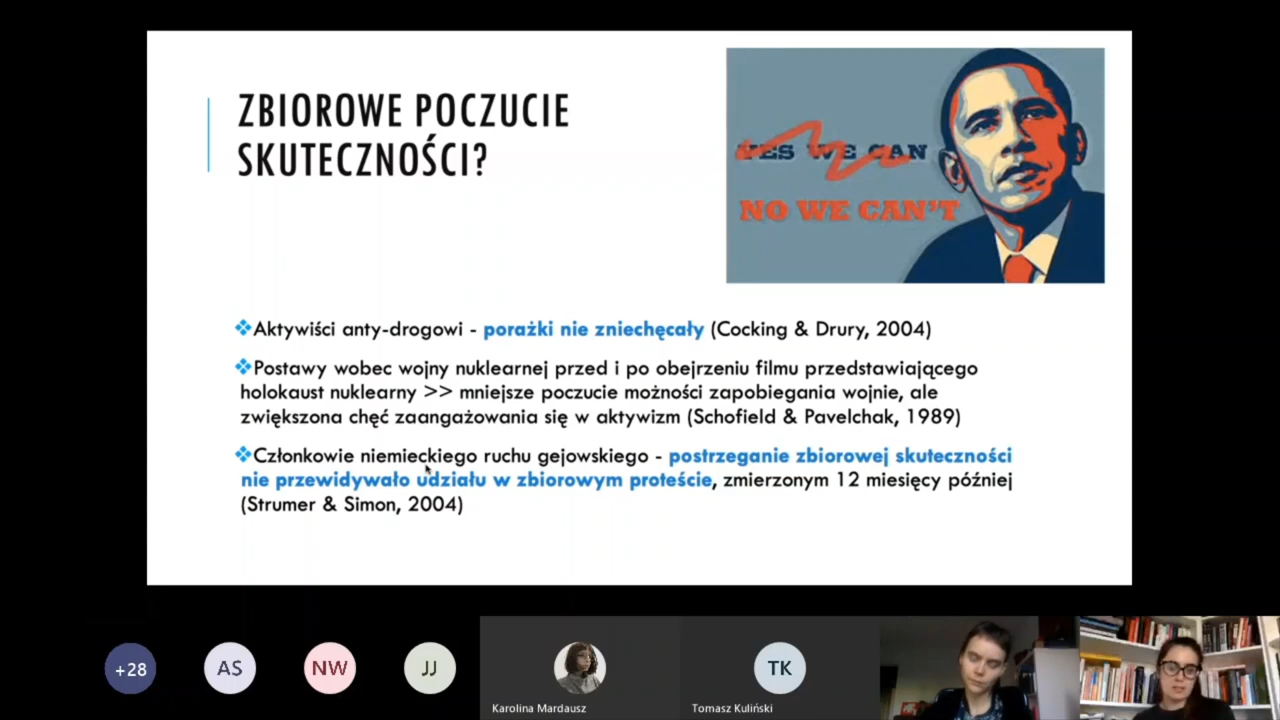 ZBIOROWE POCZUCIE
SKUTECZNOŚCI?
YES WE CAN
NO WE CAN'T
❖Aktywiści anty-drogowi - porażki nie zniechęcały (Cocking & Drury, 2004)
❖Postawy wobec wojny nuklearnej przed i po obejrzeniu filmu przedstawiającego
holokaust nuklearny >> mniejsze poczucie możności zapobiegania wojnie, ale
zwiększona chęć zaangażowania się w aktywizm (Schofield & Pavelchak, 1989)
❖Członkowie niemieckiego ruchu gejowskiego - postrzeganie zbiorowej skuteczności
nie przewidywało udziału w zbiorowym proteście, zmierzonym 12 miesięcy później
(Strumer & Simon, 2004)
+28
AS
NW
JJ
TK
Karolina Mardausz
Tomasz Kuliński